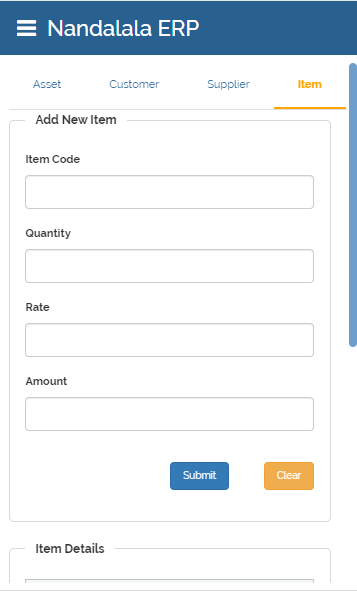 Nandalala ERP
Asset Customer Supplier Item
Add New Item
Item Code
Quantity
Rate
Amount
Submit Clear
Item Details